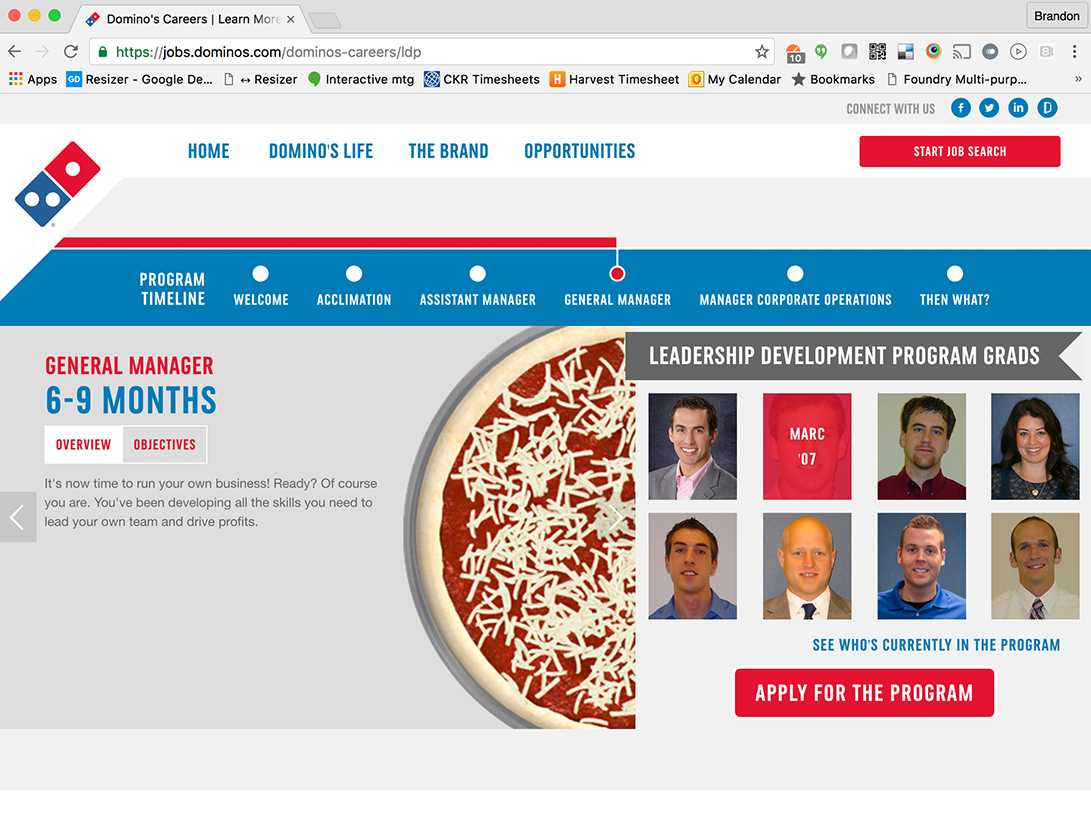 Domino's Careers | Learn More
Brandon
https://jobs.dominos.com/dominos-careers/ldp
10
Apps
GD Resizer - Google De...
↔ Resizer
Interactive mtg
CKR Timesheets
H Harvest Timesheet
O My Calendar
Bookmarks
Foundry Multi-purp...
»
CONNECT WITH US
HOME
DOMINO'S LIFE
THE BRAND
OPPORTUNITIES
START JOB SEARCH
PROGRAM
TIMELINE
WELCOME
ACCLIMATION
ASSISTANT MANAGER
GENERAL MANAGER
MANAGER CORPORATE OPERATIONS
THEN WHAT?
GENERAL MANAGER
6-9 MONTHS
OVERVIEW
OBJECTIVES
It's now time to run your own business! Ready? Of course
you are. You've been developing all the skills you need to
lead your own team and drive profits.
LEADERSHIP DEVELOPMENT PROGRAM GRADS
MARC
'07
SEE WHO'S CURRENTLY IN THE PROGRAM
APPLY FOR THE PROGRAM